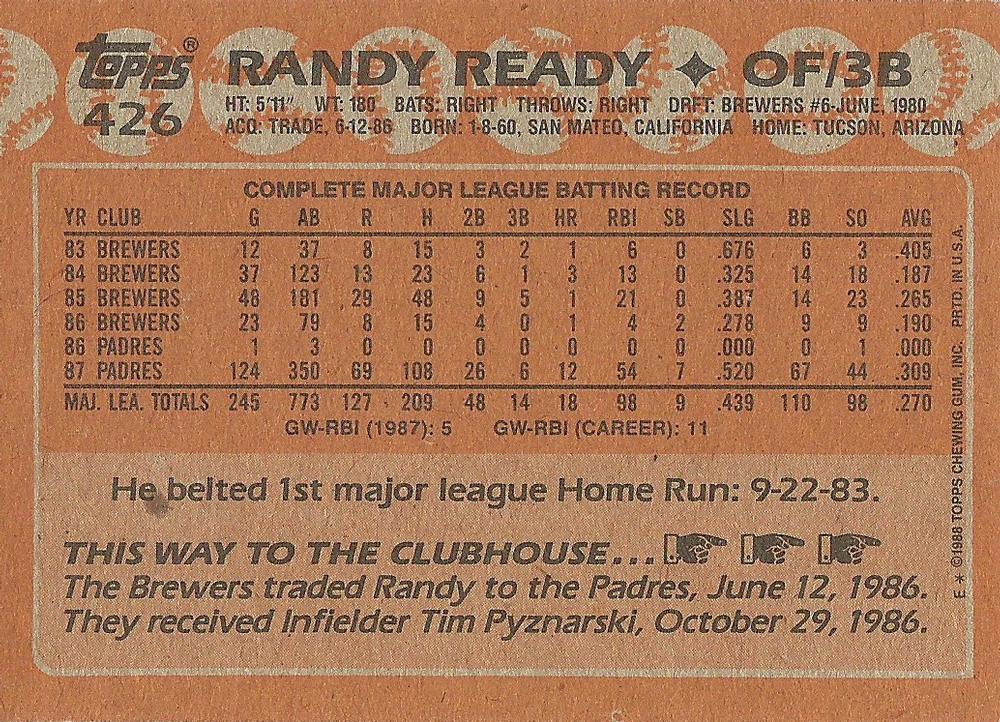 Topps® RANDY READY ✦ OF/3B
426
HT: 5'11" WT: 180 BATS: RIGHT THROWS: RIGHT DRFT: BREWERS #6-JUNE, 1980
ACQ: TRADE, 6-12-86 BORN: 1-8-60, SAN MATEO, CALIFORNIA HOME: TUCSON, ARIZONA
COMPLETE MAJOR LEAGUE BATTING RECORD
YR CLUB G AB R H 2B 3B HR RBI SB SLG BB SO AVG
83 BREWERS 12 37 8 15 3 2 1 6 0 .676 6 3 .405
84 BREWERS 37 123 13 23 6 1 3 13 0 .325 14 18 .187
85 BREWERS 48 181 29 48 9 5 1 21 0 .387 14 23 .265
86 BREWERS 23 79 8 15 4 0 1 4 2 .278 9 9 .190
86 PADRES 1 3 0 0 0 0 0 0 0 .000 0 1 .000
87 PADRES 124 350 69 108 26 6 12 54 7 .520 67 44 .309
MAJ. LEA. TOTALS 245 773 127 209 48 14 18 98 9 .439 110 98 .270
GW-RBI (1987): 5 GW-RBI (CAREER): 11
He belted 1st major league Home Run: 9-22-83.
THIS WAY TO THE CLUBHOUSE...
The Brewers traded Randy to the Padres, June 12, 1986.
They received Infielder Tim Pyznarski, October 29, 1986.
E * ©1988 TOPPS CHEWING GUM, INC. PRTD. IN U.S.A.